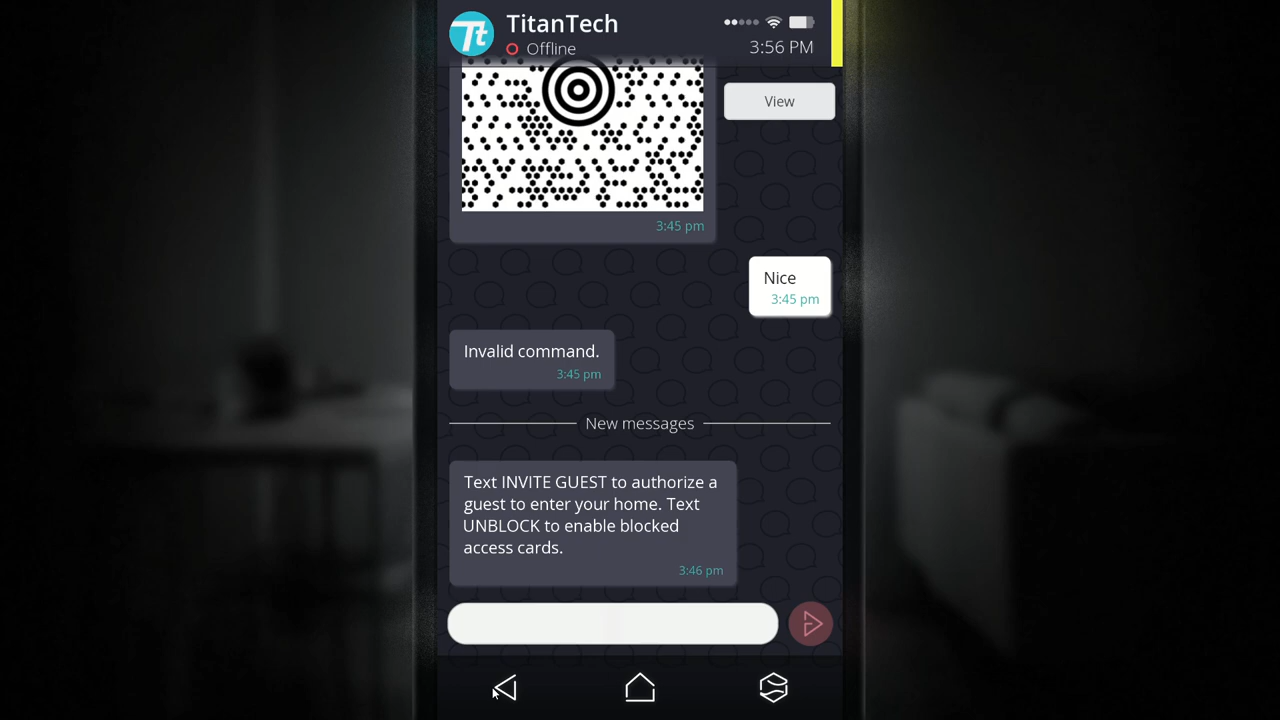 Tt
TitanTech
Offline
3:56 PM
View
3:45 pm
Nice
3:45 pm
Invalid command.
3:45 pm
New messages
Text INVITE GUEST to authorize a
guest to enter your home. Text
UNBLOCK to enable blocked
access cards.
3:46 pm